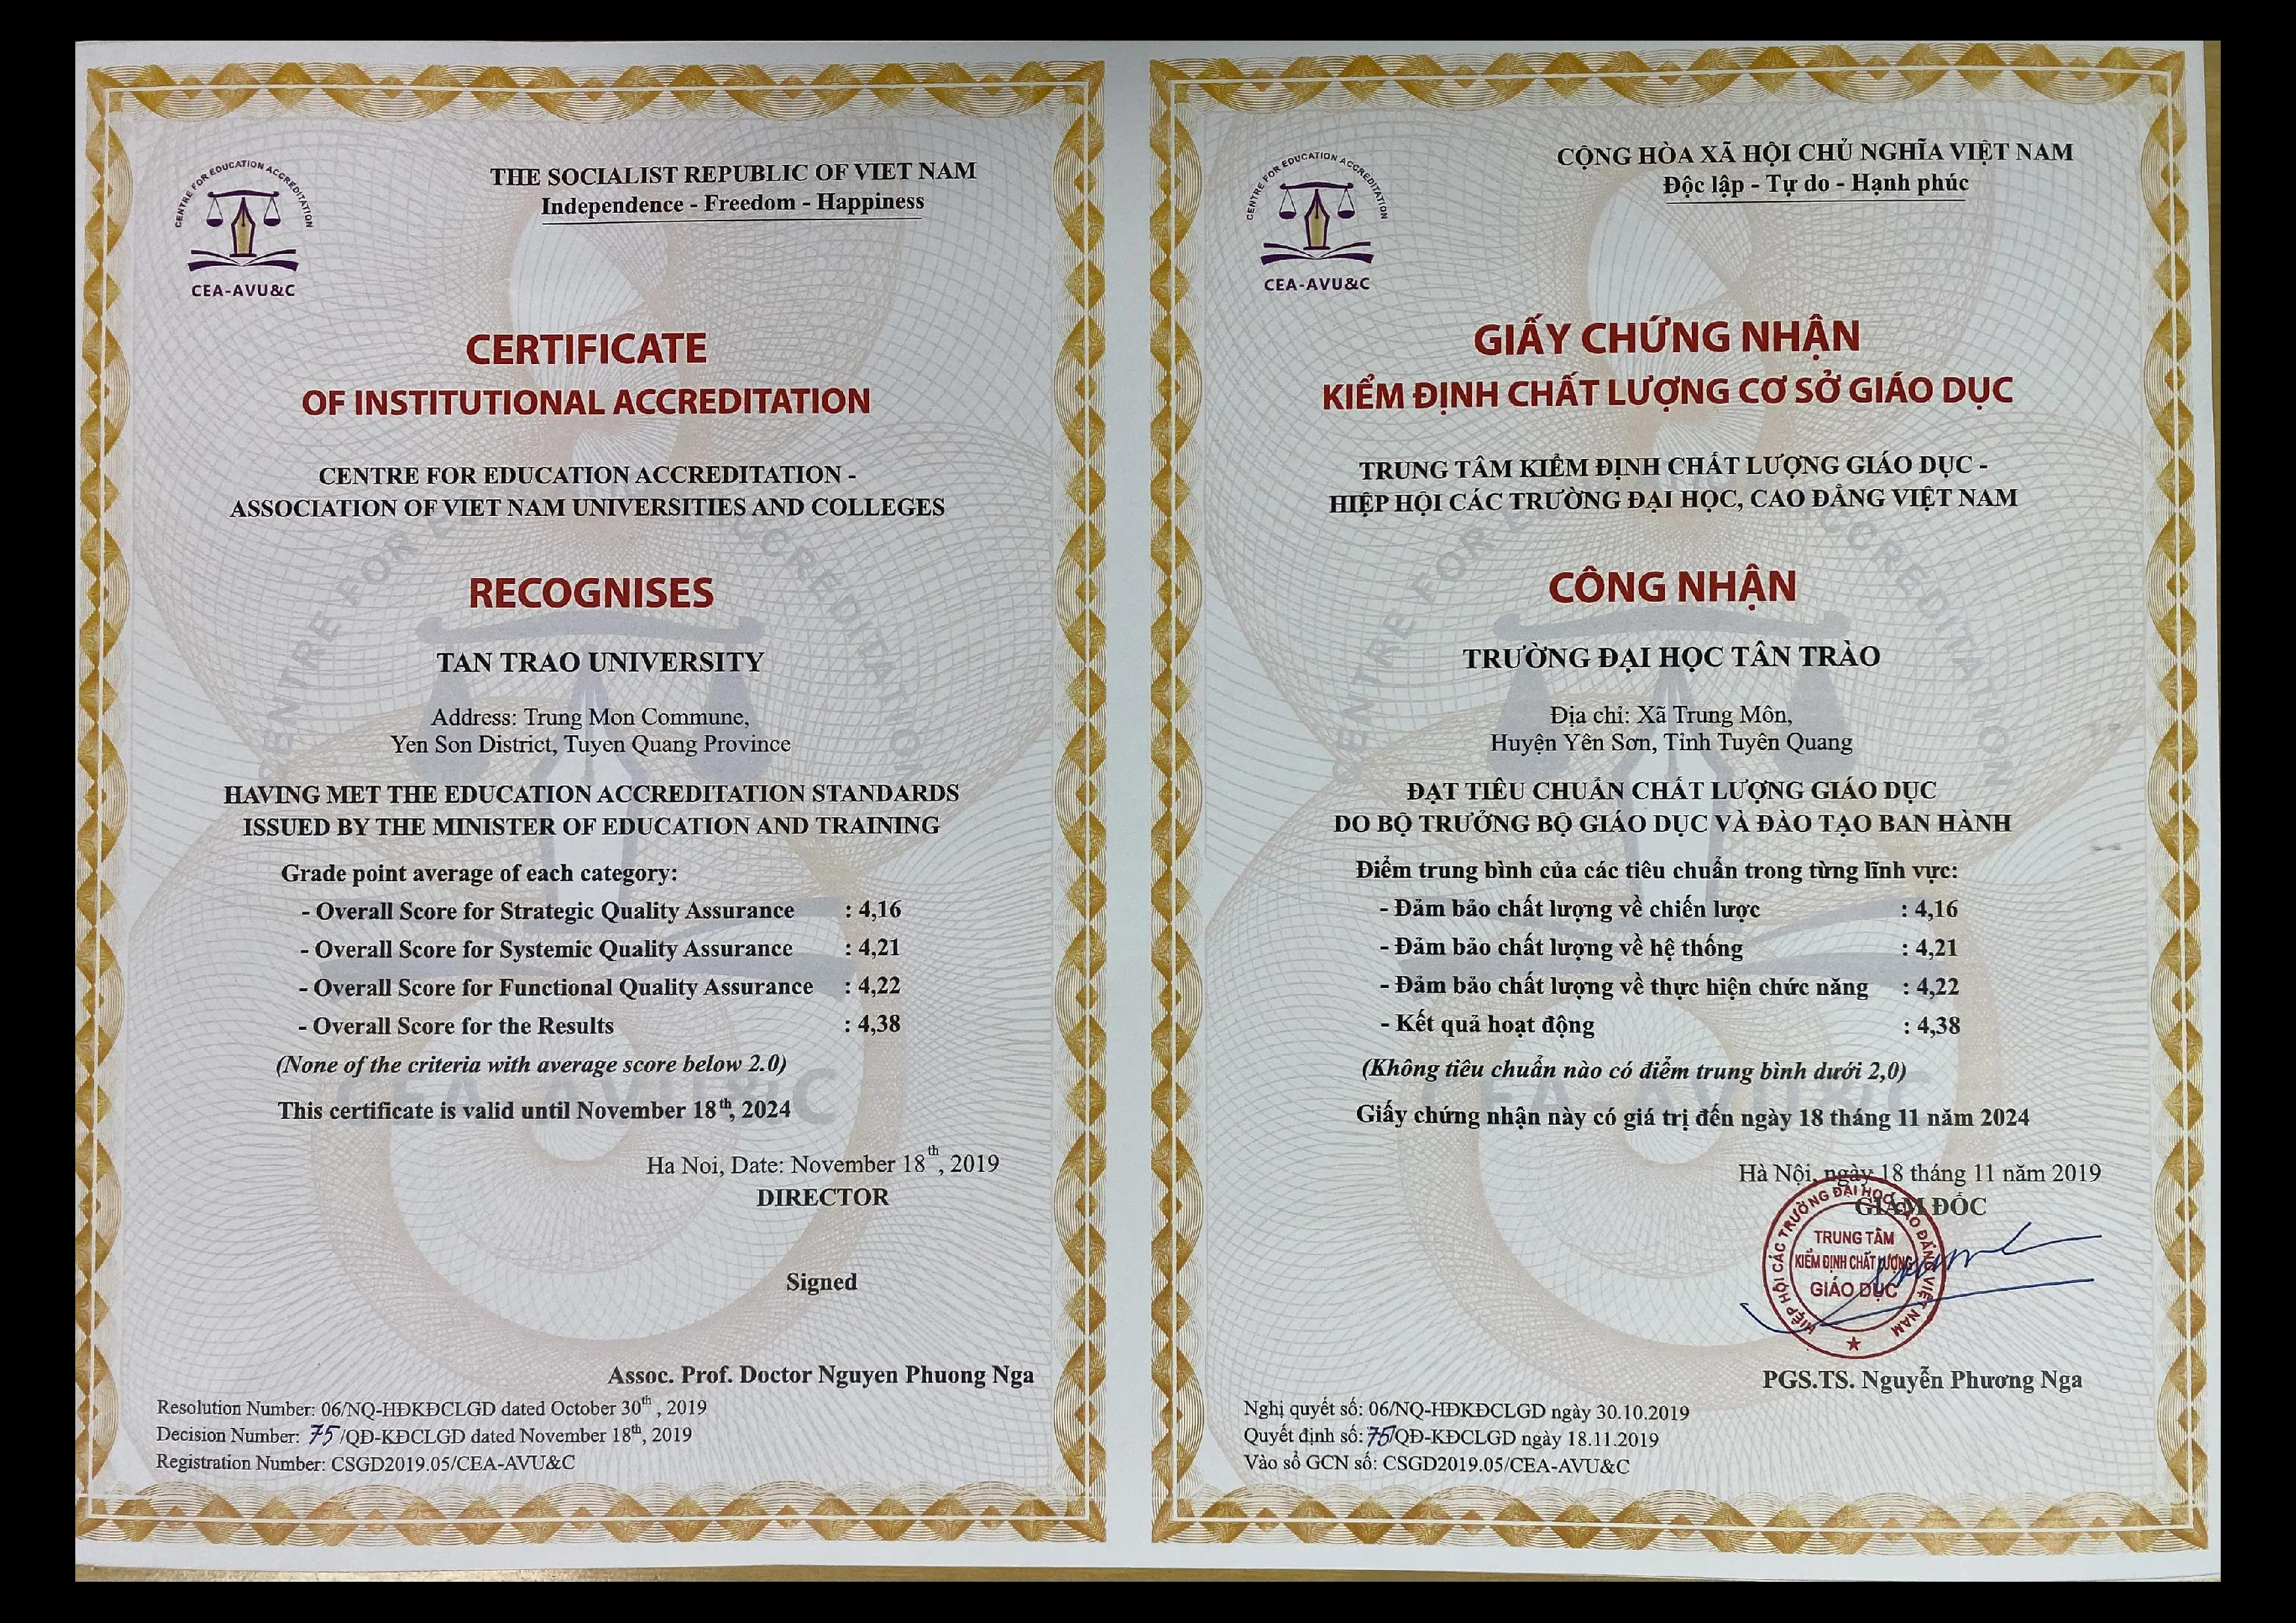 CENTRE FOR EDUCATION ACCREDITATION
CEA-AVU&C
THE SOCIALIST REPUBLIC OF VIET NAM
Independence - Freedom - Happiness
CERTIFICATE
OF INSTITUTIONAL ACCREDITATION
CENTRE FOR EDUCATION ACCREDITATION -
ASSOCIATION OF VIET NAM UNIVERSITIES AND COLLEGES
RECOGNISES
TAN TRAO UNIVERSITY
Address: Trung Mon Commune,
Yen Son District, Tuyen Quang Province
HAVING MET THE EDUCATION ACCREDITATION STANDARDS
ISSUED BY THE MINISTER OF EDUCATION AND TRAINING
Grade point average of each category:
- Overall Score for Strategic Quality Assurance : 4,16
- Overall Score for Systemic Quality Assurance : 4,21
- Overall Score for Functional Quality Assurance : 4,22
- Overall Score for the Results : 4,38
(None of the criteria with average score below 2.0)
This certificate is valid until November 18th, 2024
Ha Noi, Date: November 18th, 2019
DIRECTOR
Signed
Assoc. Prof. Doctor Nguyen Phuong Nga
Resolution Number: 06/NQ-HĐKĐCLGD dated October 30th, 2019
Decision Number: 75/QĐ-KĐCLGD dated November 18th, 2019
Registration Number: CSGD2019.05/CEA-AVU&C
CENTRE FOR EDUCATION ACCREDITATION
CEA-AVU&C
CỘNG HÒA XÃ HỘI CHỦ NGHĨA VIỆT NAM
Độc lập - Tự do - Hạnh phúc
GIẤY CHỨNG NHẬN
KIỂM ĐỊNH CHẤT LƯỢNG CƠ SỞ GIÁO DỤC
TRUNG TÂM KIỂM ĐỊNH CHẤT LƯỢNG GIÁO DỤC -
HIỆP HỘI CÁC TRƯỜNG ĐẠI HỌC, CAO ĐẲNG VIỆT NAM
CÔNG NHẬN
TRƯỜNG ĐẠI HỌC TÂN TRÀO
Địa chỉ: Xã Trung Môn,
Huyện Yên Sơn, Tỉnh Tuyên Quang
ĐẠT TIÊU CHUẨN CHẤT LƯỢNG GIÁO DỤC
DO BỘ TRƯỞNG BỘ GIÁO DỤC VÀ ĐÀO TẠO BAN HÀNH
Điểm trung bình của các tiêu chuẩn trong từng lĩnh vực:
- Đảm bảo chất lượng về chiến lược : 4,16
- Đảm bảo chất lượng về hệ thống : 4,21
- Đảm bảo chất lượng về thực hiện chức năng : 4,22
- Kết quả hoạt động : 4,38
(Không tiêu chuẩn nào có điểm trung bình dưới 2,0)
Giấy chứng nhận này có giá trị đến ngày 18 tháng 11 năm 2024
Hà Nội, ngày 18 tháng 11 năm 2019
GIÁM ĐỐC
HIỆP HỘI CÁC TRƯỜNG ĐẠI HỌC CAO ĐẲNG VIỆT NAM
TRUNG TÂM
KIỂM ĐỊNH CHẤT LƯỢNG
GIÁO DỤC
PGS.TS. Nguyễn Phương Nga
Nghị quyết số: 06/NQ-HĐKĐCLGD ngày 30.10.2019
Quyết định số: 75/QĐ-KĐCLGD ngày 18.11.2019
Vào sổ GCN số: CSGD2019.05/CEA-AVU&C